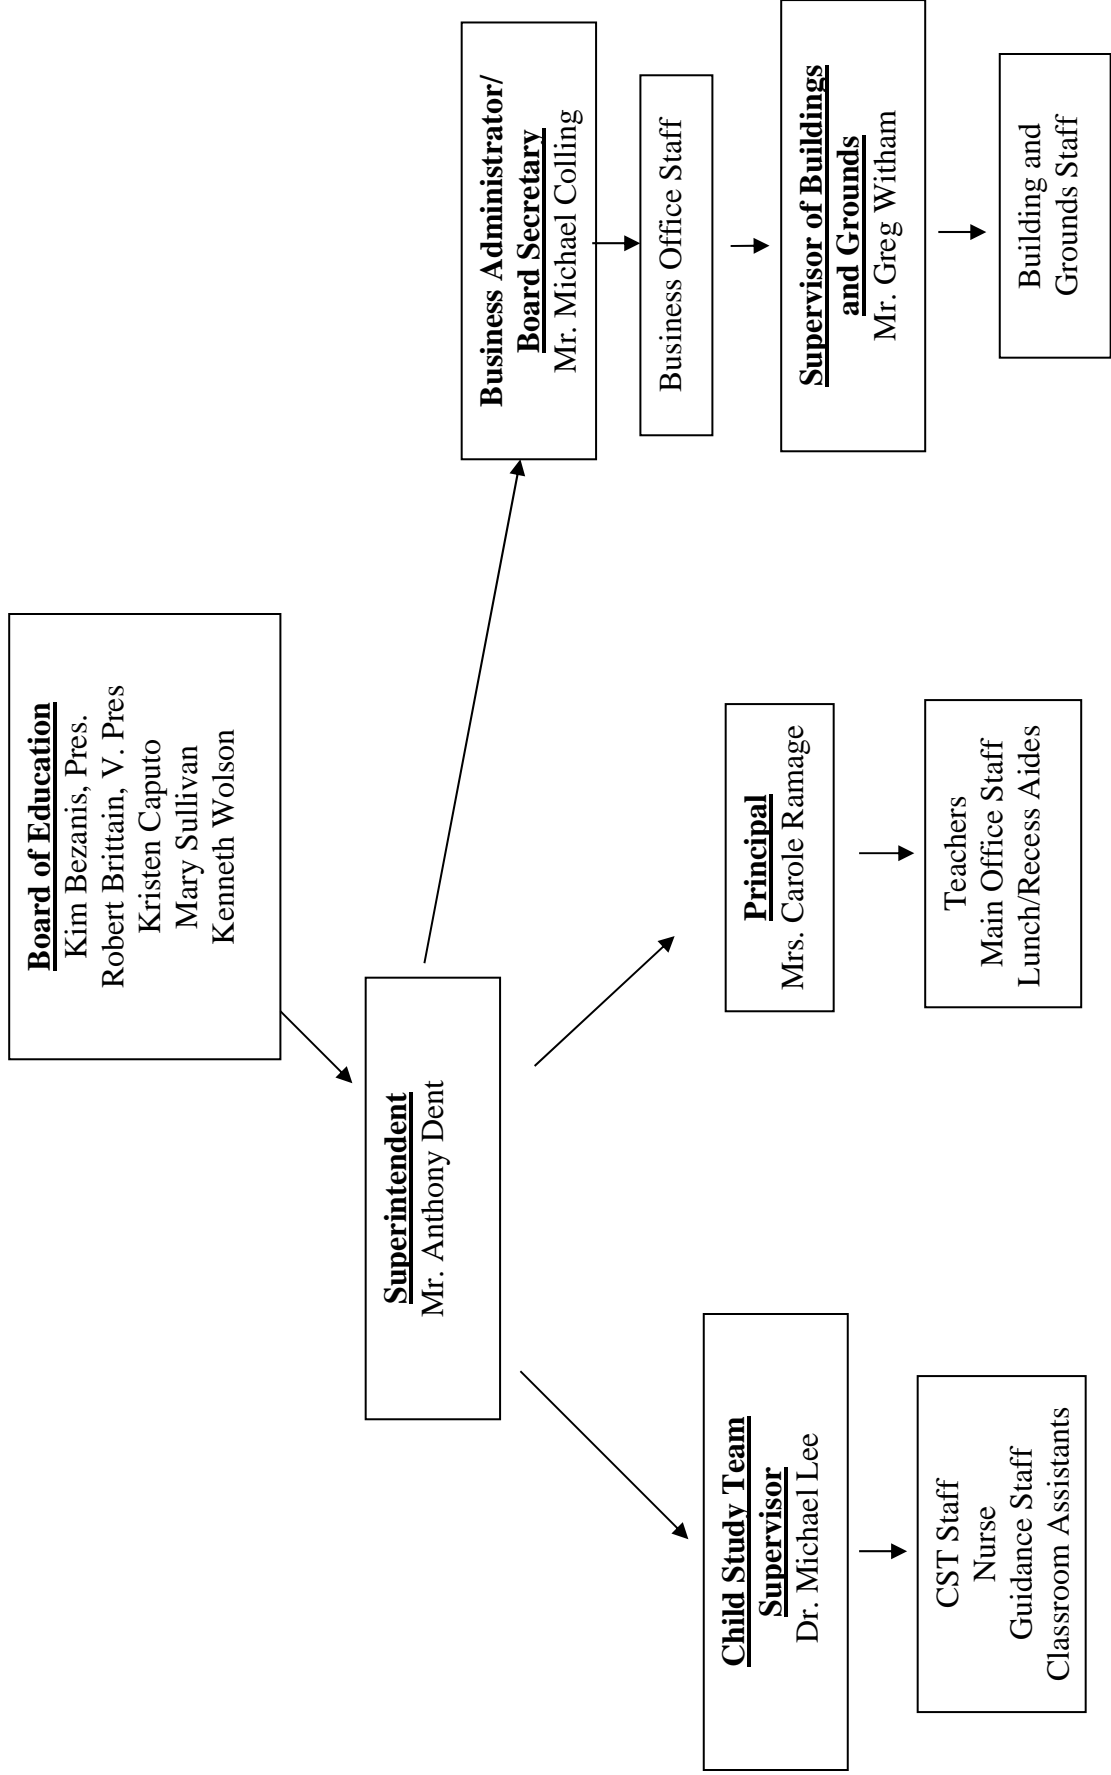 Board of Education
Kim Bezanis, Pres.
Robert Brittain, V. Pres
Kristen Caputo
Mary Sullivan
Kenneth Wolson
Superintendent
Mr. Anthony Dent
Child Study Team
Supervisor
Dr. Michael Lee
CST Staff
Nurse
Guidance Staff
Classroom Assistants
Principal
Mrs. Carole Ramage
Teachers
Main Office Staff
Lunch/Recess Aides
Business Administrator/
Board Secretary
Mr. Michael Colling
Business Office Staff
Supervisor of Buildings
and Grounds
Mr. Greg Witham
Building and
Grounds Staff